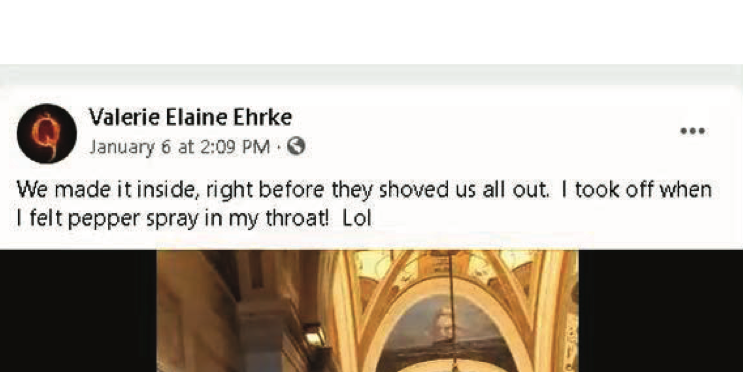 Valerie Elaine Ehrke
January 6 at 2:09 PM ·
We made it inside, right before they shoved us all out.  I took off when
I felt pepper spray in my throat!  Lol